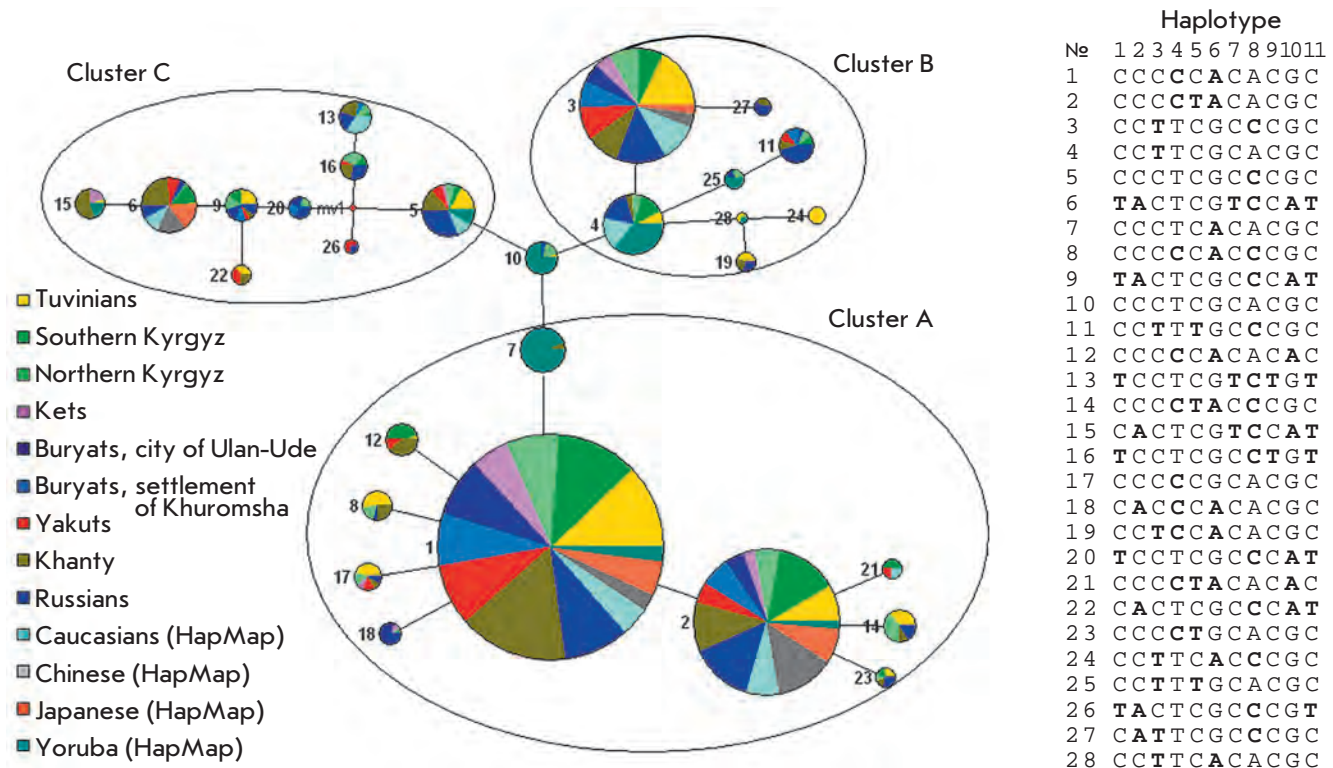 Cluster C
Cluster B
Cluster A
13
16
15
6
9
20
mv1
5
26
22
10
3
27
11
25
4
28
24
19
7
12
8
1
17
18
2
21
14
23
Tuvinians
Southern Kyrgyz
Northern Kyrgyz
Kets
Buryats, city of Ulan-Ude
Buryats, settlement
of Khuromsha
Yakuts
Khanty
Russians
Caucasians (HapMap)
Chinese (HapMap)
Japanese (HapMap)
Yoruba (HapMap)
Haplotype
№ 1 2 3 4 5 6 7 8 9 10 11
1 C C C C C A C A C G C
2 C C C C T A C A C G C
3 C C T T C G C C C G C
4 C C T T C G C A C G C
5 C C C T C G C C C G C
6 T A C T C G T C C A T
7 C C C T C A C A C G C
8 C C C C C A C C C G C
9 T A C T C G C C C A T
10 C C C T C G C A C G C
11 C C T T T G C C C G C
12 C C C C C A C A C A C
13 T C C T C G T C T G T
14 C C C C T A C C C G C
15 C A C T C G T C C A T
16 T C C T C G C C T G T
17 C C C C C G C A C G C
18 C A C C C A C A C G C
19 C C T C C A C A C G C
20 T C C T C G C C C A T
21 C C C C T A C A C A C
22 C A C T C G C C C A T
23 C C C C T G C A C G C
24 C C T T C A C C C G C
25 C C T T T G C A C G C
26 T A C T C G C C C G T
27 C A T T C G C C C G C
28 C C T T C A C A C G C